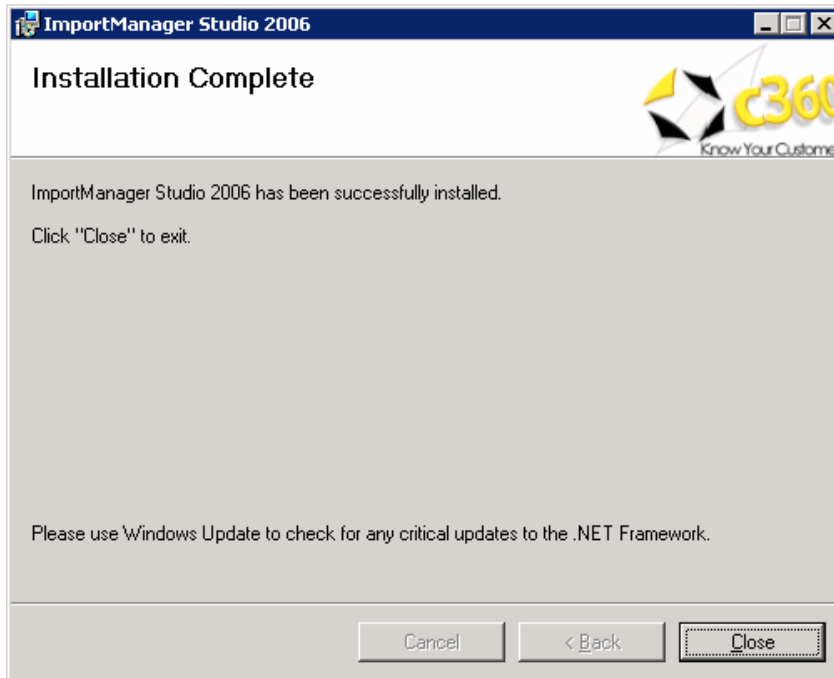 ImportManager Studio 2006
Installation Complete
c360
Know Your Custome
ImportManager Studio 2006 has been successfully installed.
Click "Close" to exit.
Please use Windows Update to check for any critical updates to the .NET Framework.
Cancel
< Back
Close